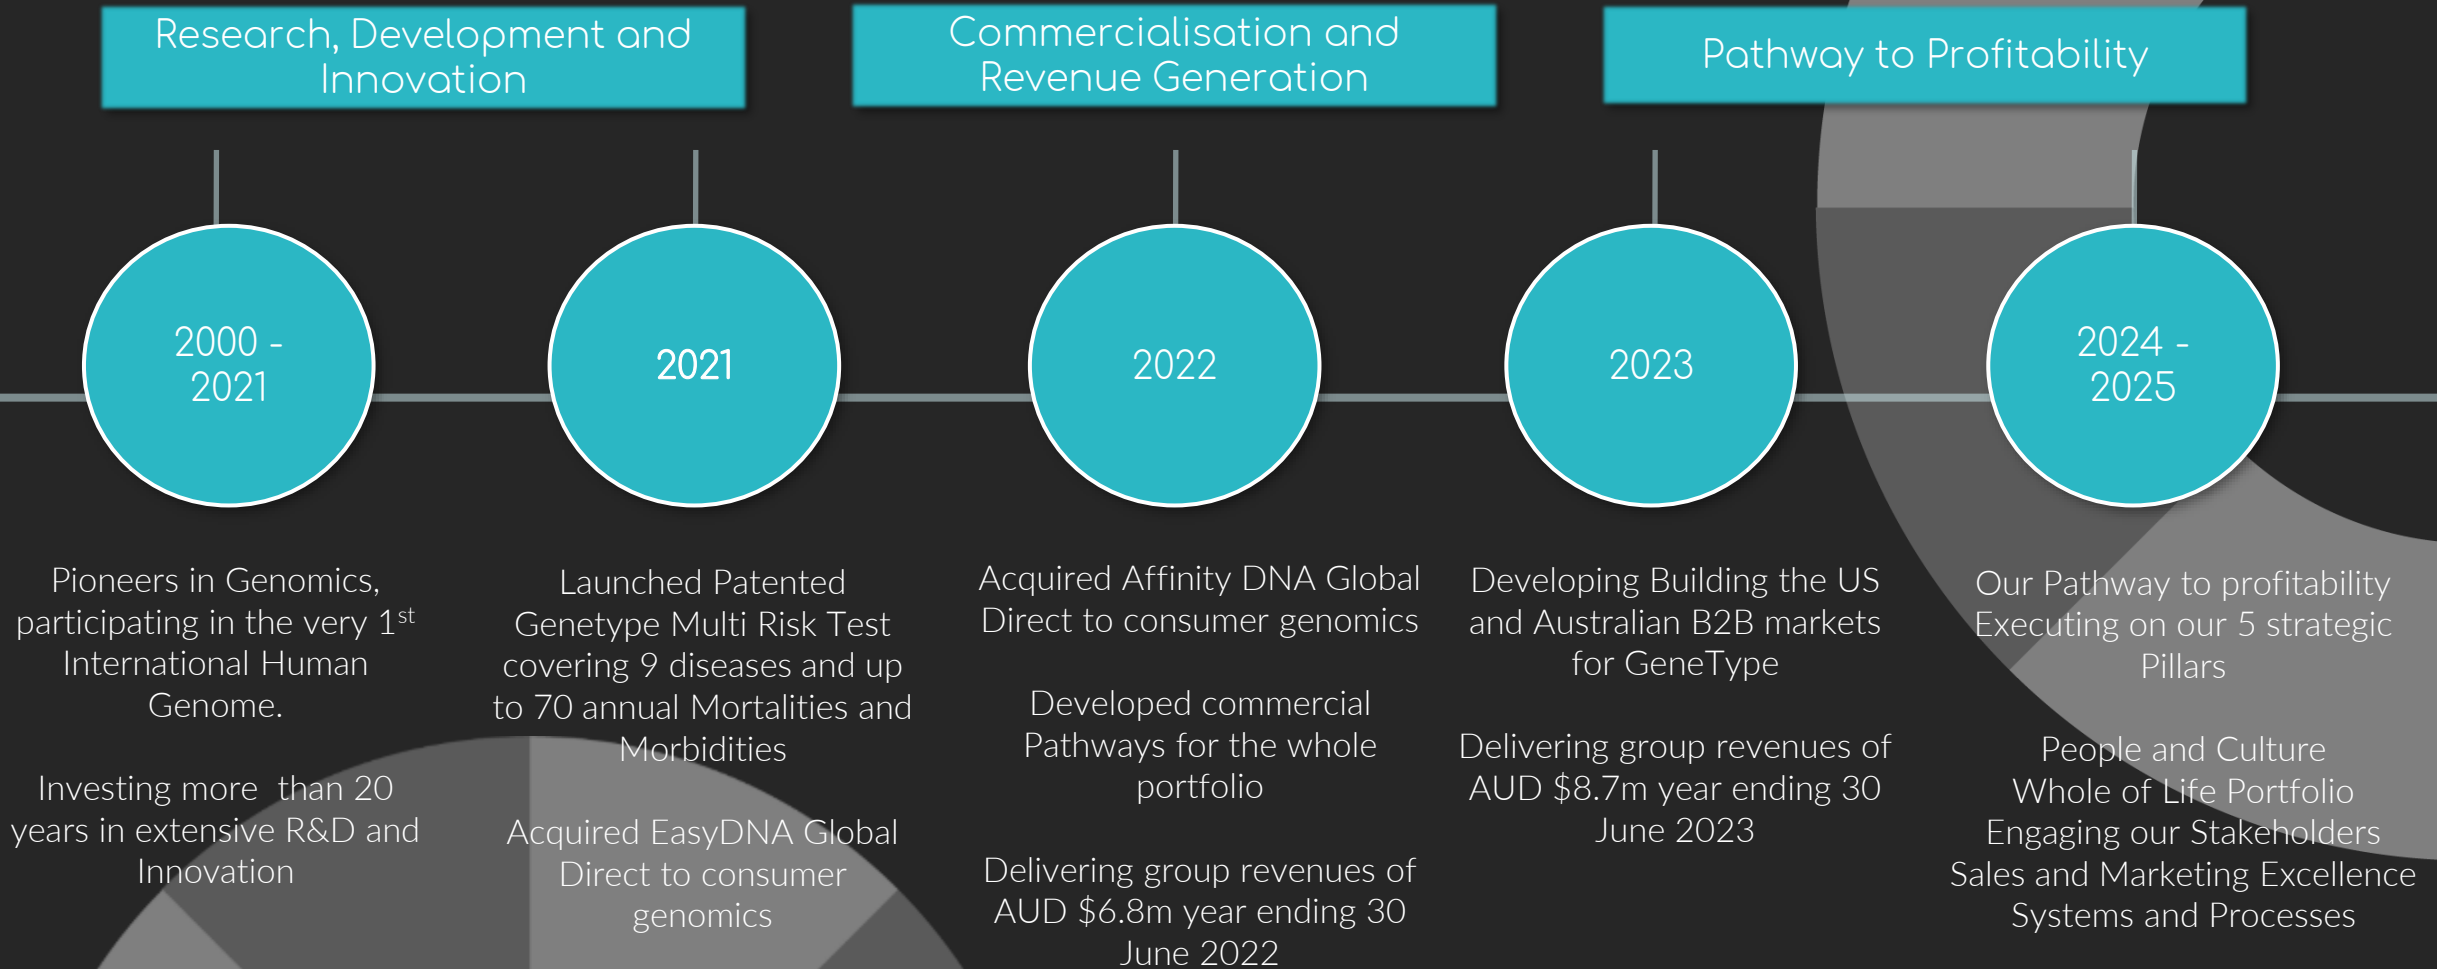 Research, Development and
Innovation
Commercialisation and
Revenue Generation
Pathway to Profitability
2000 -
2021
2021
2022
2023
2024 -
2025
Pioneers in Genomics,
participating in the very 1st
International Human
Genome.
Investing more  than 20
years in extensive R&D and
Innovation
Launched Patented
Genetype Multi Risk Test
covering 9 diseases and up
to 70 annual Mortalities and
Morbidities
Acquired EasyDNA Global
Direct to consumer
genomics
Acquired Affinity DNA Global
Direct to consumer genomics
Developed commercial
Pathways for the whole
portfolio
Delivering group revenues of
AUD $6.8m year ending 30
June 2022
Developing Building the US
and Australian B2B markets
for GeneType
Delivering group revenues of
AUD $8.7m year ending 30
June 2023
Our Pathway to profitability
Executing on our 5 strategic
Pillars
People and Culture
Whole of Life Portfolio
Engaging our Stakeholders
Sales and Marketing Excellence
Systems and Processes